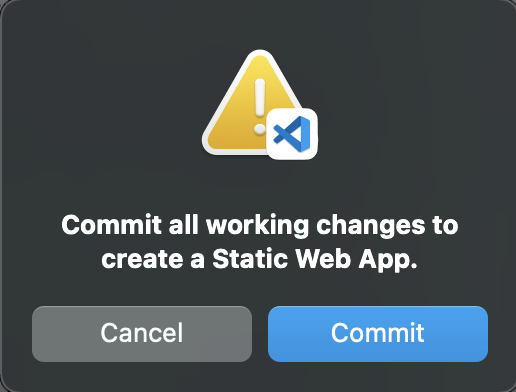 Commit all working changes to
create a Static Web App.
Cancel
Commit